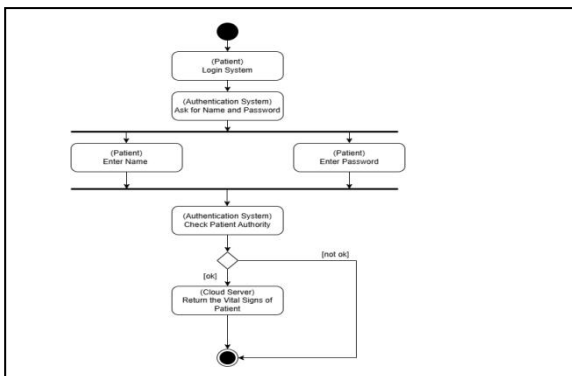 (Patient)
Login System
(Authentication System)
Ask for Name and Password
(Patient)
Enter Name
(Patient)
Enter Password
(Authentication System)
Check Patient Authority
[not ok]
[ok]
(Cloud Server)
Return the Vital Signs of
Patient